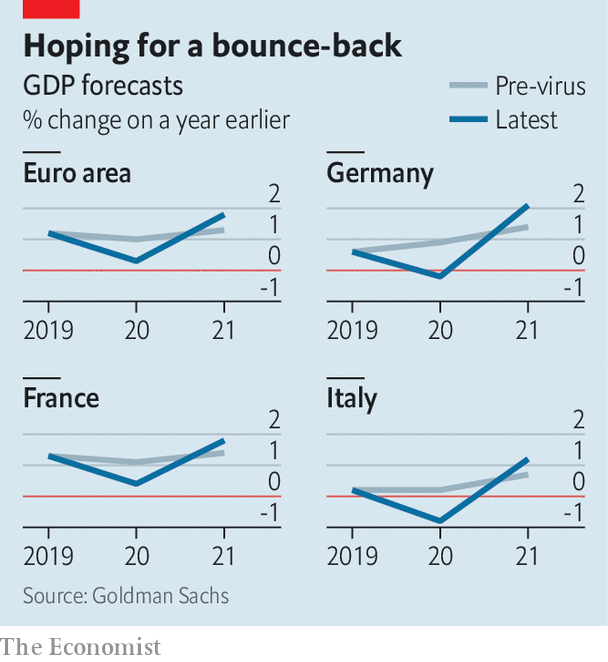 Hoping for a bounce-back
GDP forecasts
% change on a year earlier
Pre-virus
Latest
Euro area
2
1
0
-1
2019 20 21
Germany
2
1
0
-1
2019 20 21
France
2
1
0
-1
2019 20 21
Italy
2
1
0
-1
2019 20 21
Source: Goldman Sachs
The Economist